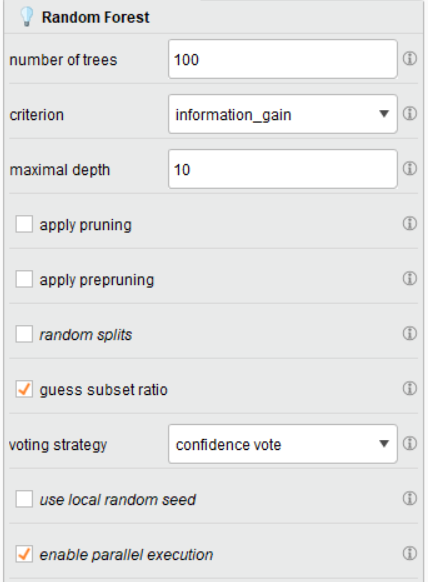 Random Forest
number of trees 100
criterion information_gain
maximal depth 10
apply pruning
apply prepruning
random splits
guess subset ratio
voting strategy confidence vote
use local random seed
enable parallel execution